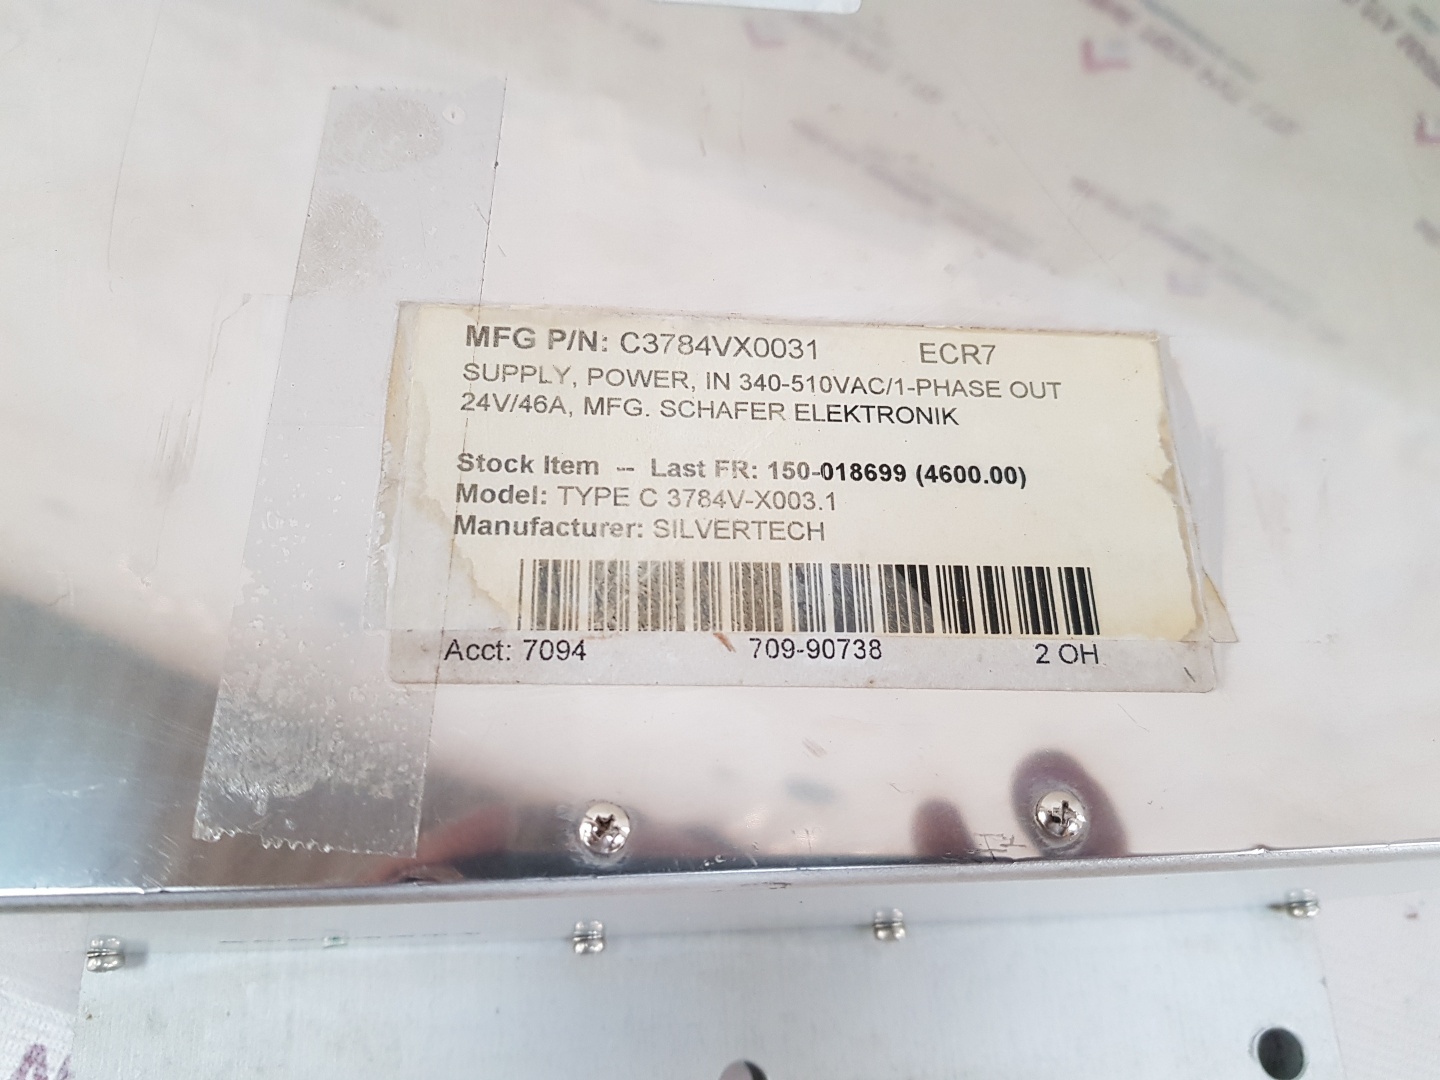 MFG P/N: C3784VX0031 ECR7
SUPPLY, POWER, IN 340-510VAC/1-PHASE OUT
24V/46A, MFG. SCHAFER ELEKTRONIK
Stock Item -- Last FR: 150-018699 (4600.00)
Model: TYPE C 3784V-X003.1
Manufacturer: SILVERTECH
Acct: 7094 709-90738 2 OH